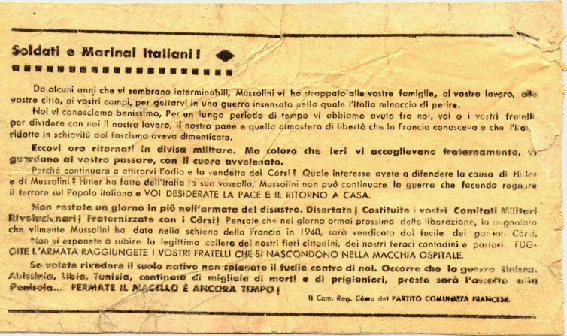 Soldati e Marinai Italiani!
Da alcuni anni che vi sembrano interminabili, Mussolini vi ha strappato alle vostre famiglie, al vostro lavoro, alle
vostre città, ai vostri campi, per gettarvi in una guerra insensata nella quale l'Italia minaccia di perire.
Noi vi conosciamo benissimo. Per un lungo periodo di tempo vi abbiamo avuto fra noi, voi o i vostri fratelli
per dividere con noi il nostro lavoro, il nostro pane e quella atmosfera di libertà che la Francia conosceva e che l'Italia,
ridotta in schiavitù dal fascismo aveva dimenticato.
Eccovi ora ritornati in divisa militare. Ma coloro che ieri vi accoglievano fraternamente, vi
guardano al vostro passare, con il cuore avvelenato.
Perché continuare a attirarvi l'odio e la vendetta dei Còrsi! Quale interesse avete a difendere la causa di Hitler
e di Mussolini? Hitler ha fatto dell'Italia la sua vassalla, Mussolini non può continuare la guerra che facendo regnare
il terrore sul Popolo italiano e VOI DESIDERATE LA PACE E IL RITORNO A CASA.
Non restate un giorno in più nell'armata del disastro. Disertate! Costituite i vostri Comitati Militari
Rivoluzionari! Fraternizzate con i Còrsi! Pensate che nel giorno ormai prossimo della liberazione, la pugnalata
che vilmente Mussolini ha dato nella schiena della Francia in 1940, sarà vendicata dal fucile dei Còrsi.
Non vi esponete a subire la legittima collera dei nostri fieri cittadini, dei nostri feroci contadini e pastori. FUG-
GITE L'ARMATA RAGGIUNGETE I VOSTRI FRATELLI CHE SI NASCONDONO NELLA MACCHIA OSPITALE.
Se volete rivedere il suolo nativo non spianate il fucile contro di noi. Occorre che la guerra finisca.
Abissinia, Libia, Tunisia, centinaia di migliaia di morti e di prigionieri, presto sarà l'assalto alla
Penisola... FERMATE IL MACELLO È ANCORA TEMPO!
Il Com. Reg. Còrso del PARTITO COMUNISTA FRANCESE.